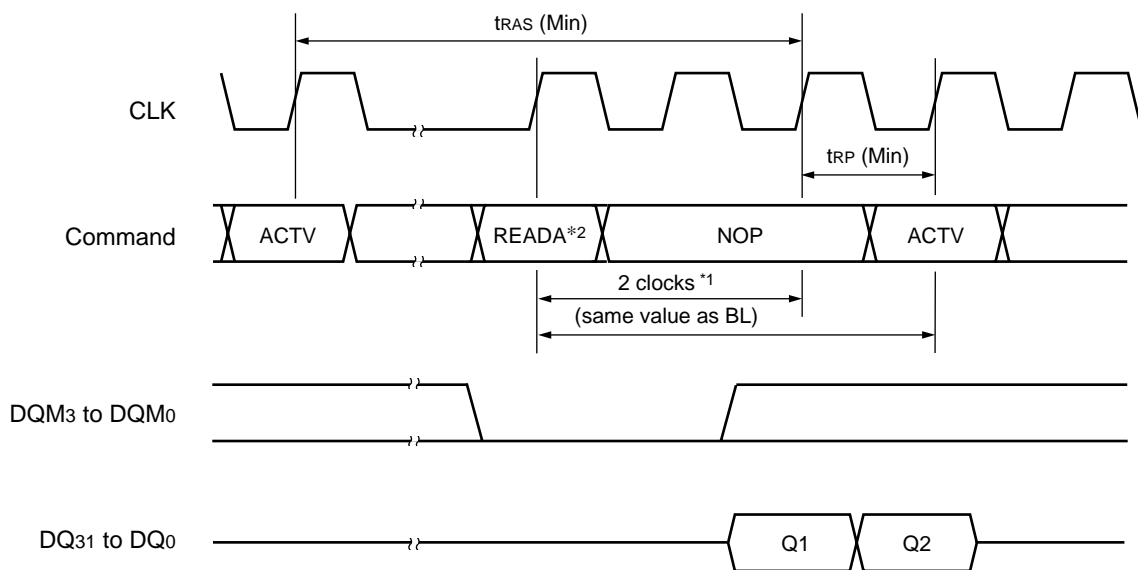 tRAS (Min)
CLK
tRP (Min)
Command
ACTV
READA*2
NOP
ACTV
2 clocks *1
(same value as BL)
DQM3 to DQM0
DQ31 to DQ0
Q1
Q2